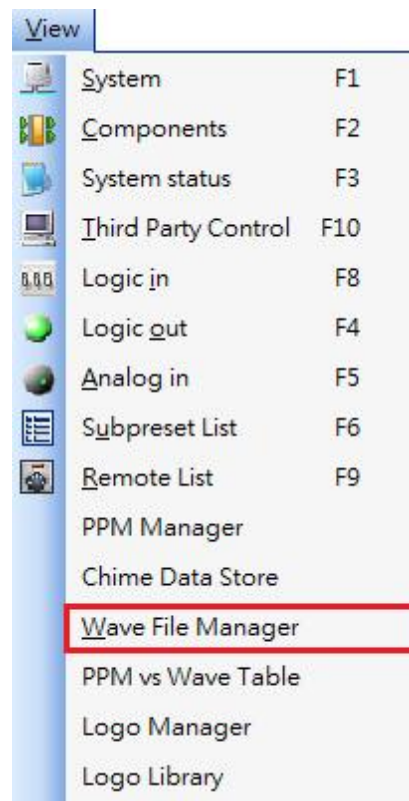 View
System F1
Components F2
System status F3
Third Party Control F10
Logic in F8
Logic out F4
Analog in F5
Subpreset List F6
Remote List F9
PPM Manager
Chime Data Store
Wave File Manager
PPM vs Wave Table
Logo Manager
Logo Library